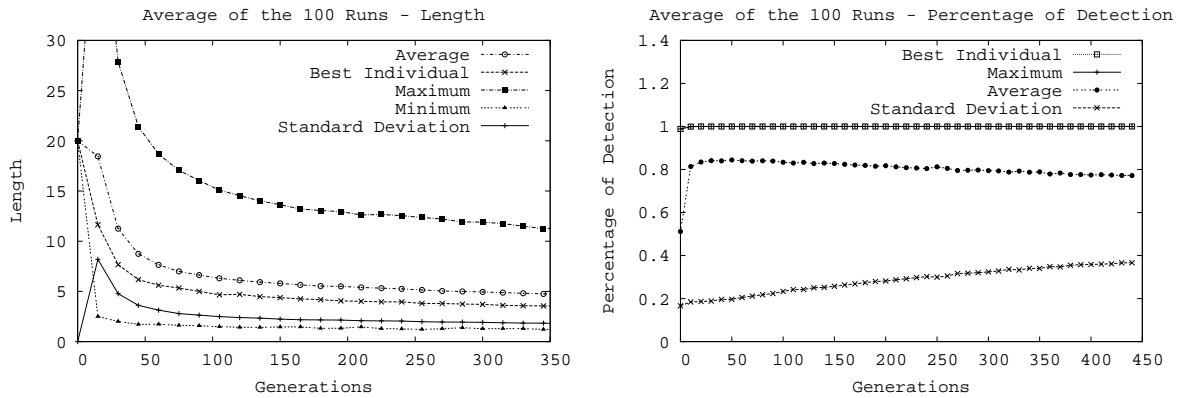 Average of the 100 Runs - Length
30
25
20
15
10
5
0
Length
Average
Best Individual
Maximum
Minimum
Standard Deviation
0 50 100 150 200 250 300 350
Generations
Average of the 100 Runs - Percentage of Detection
1.4
1.2
1
0.8
0.6
0.4
0.2
0
Percentage of Detection
Best Individual
Maximum
Average
Standard Deviation
0 50 100 150 200 250 300 350 400 450
Generations